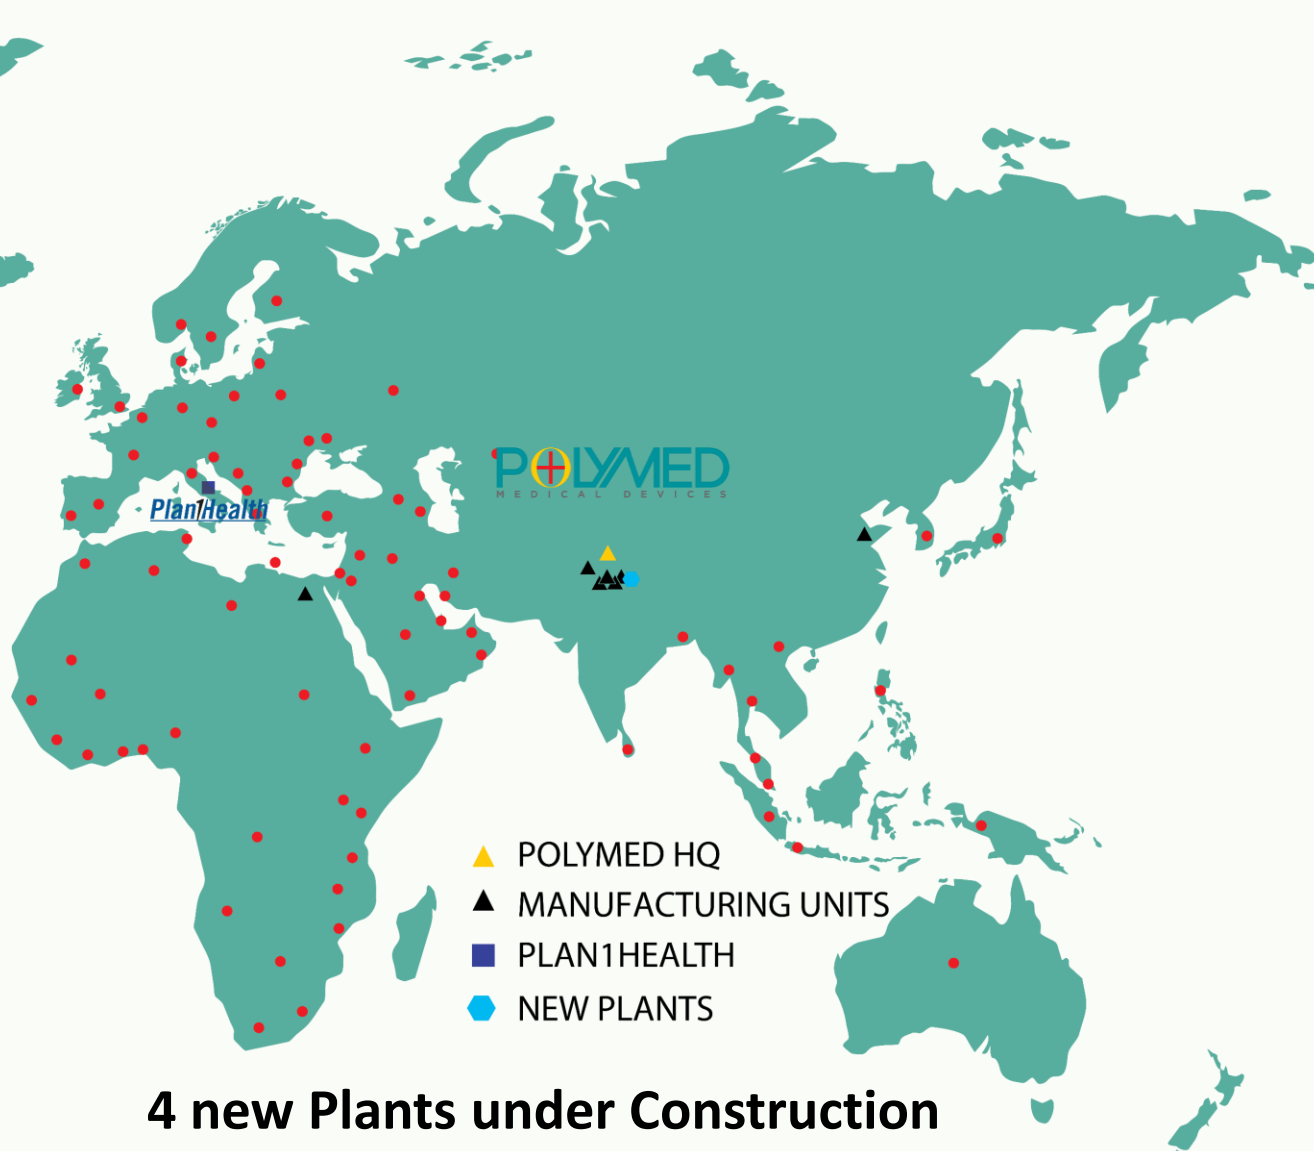 POLYMED
MEDICAL DEVICES
Plan1Health
POLYMED HQ
MANUFACTURING UNITS
PLAN1HEALTH
NEW PLANTS
4 new Plants under Construction